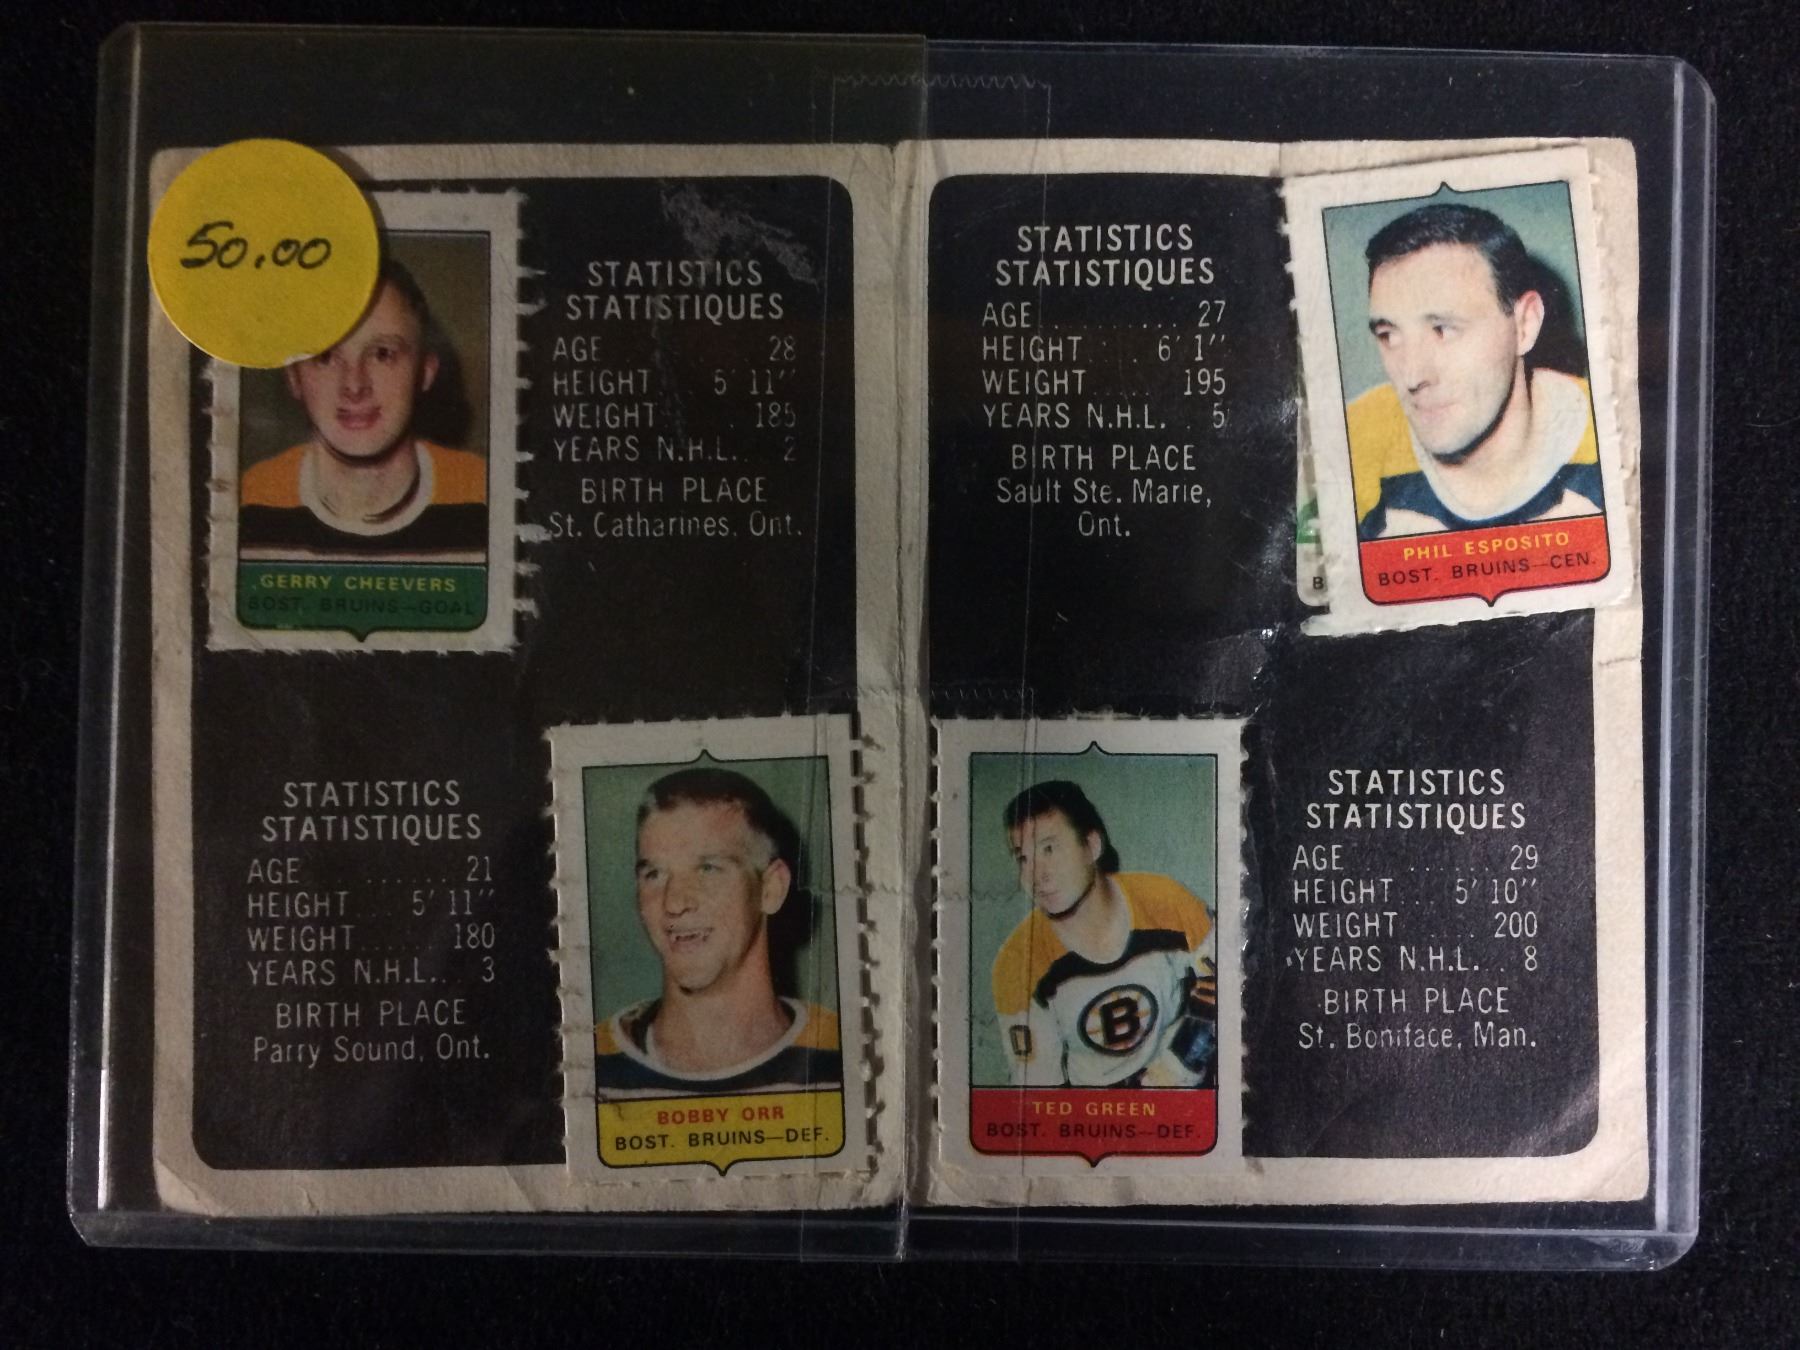 50.00
GERRY CHEEVERS
BOST. BRUINS—GOAL
STATISTICS
STATISTIQUES
AGE ....... 28
HEIGHT ... 5' 11"
WEIGHT ...... 185
YEARS N.H.L... 2
BIRTH PLACE
St. Catharines, Ont.
STATISTICS
STATISTIQUES
AGE .......... 27
HEIGHT .... 6' 1"
WEIGHT ...... 195
YEARS N.H.L. . 5
BIRTH PLACE
Sault Ste. Marie,
Ont.
B
PHIL ESPOSITO
BOST. BRUINS—CEN.
STATISTICS
STATISTIQUES
AGE ........ 21
HEIGHT ... 5' 11"
WEIGHT ...... 180
YEARS N.H.L... 3
BIRTH PLACE
Parry Sound, Ont.
BOBBY ORR
BOST. BRUINS—DEF.
0
B
TED GREEN
BOST. BRUINS—DEF.
STATISTICS
STATISTIQUES
AGE ........ 29
HEIGHT ... 5' 10"
WEIGHT ..... 200
YEARS N.H.L... 8
BIRTH PLACE
St. Boniface, Man.